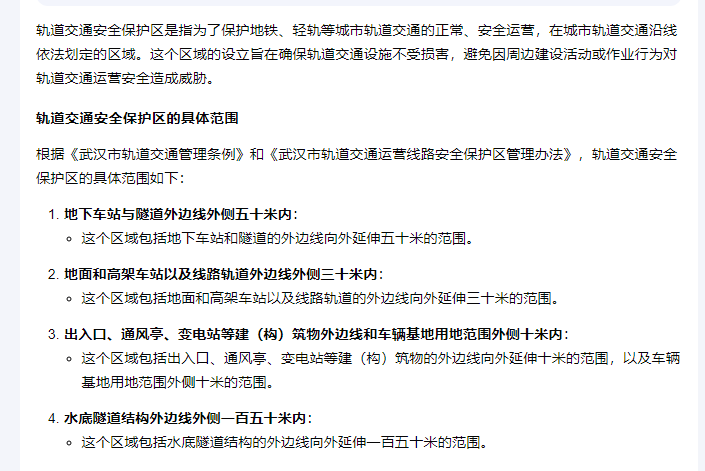 轨道交通安全保护区是指为了保护地铁、轻轨等城市轨道交通的正常、安全运营，在城市轨道交通沿线
依法划定的区域。这个区域的设立旨在确保轨道交通设施不受损害，避免因周边建设活动或作业行为对
轨道交通运营安全造成威胁。
轨道交通安全保护区的具体范围
根据《武汉市轨道交通管理条例》和《武汉市轨道交通运营线路安全保护区管理办法》，轨道交通安全
保护区的具体范围如下：
1. 地下车站与隧道外边线外侧五十米内：
◦ 这个区域包括地下车站和隧道的外边线向外延伸五十米的范围。
2. 地面和高架车站以及线路轨道外边线外侧三十米内：
◦ 这个区域包括地面和高架车站以及线路轨道的外边线向外延伸三十米的范围。
3. 出入口、通风亭、变电站等建（构）筑物外边线和车辆基地用地范围外侧十米内：
◦ 这个区域包括出入口、通风亭、变电站等建（构）筑物的外边线向外延伸十米的范围，以及车辆
基地用地范围外侧十米的范围。
4. 水底隧道结构外边线外侧一百五十米内：
◦ 这个区域包括水底隧道结构的外边线向外延伸一百五十米的范围。